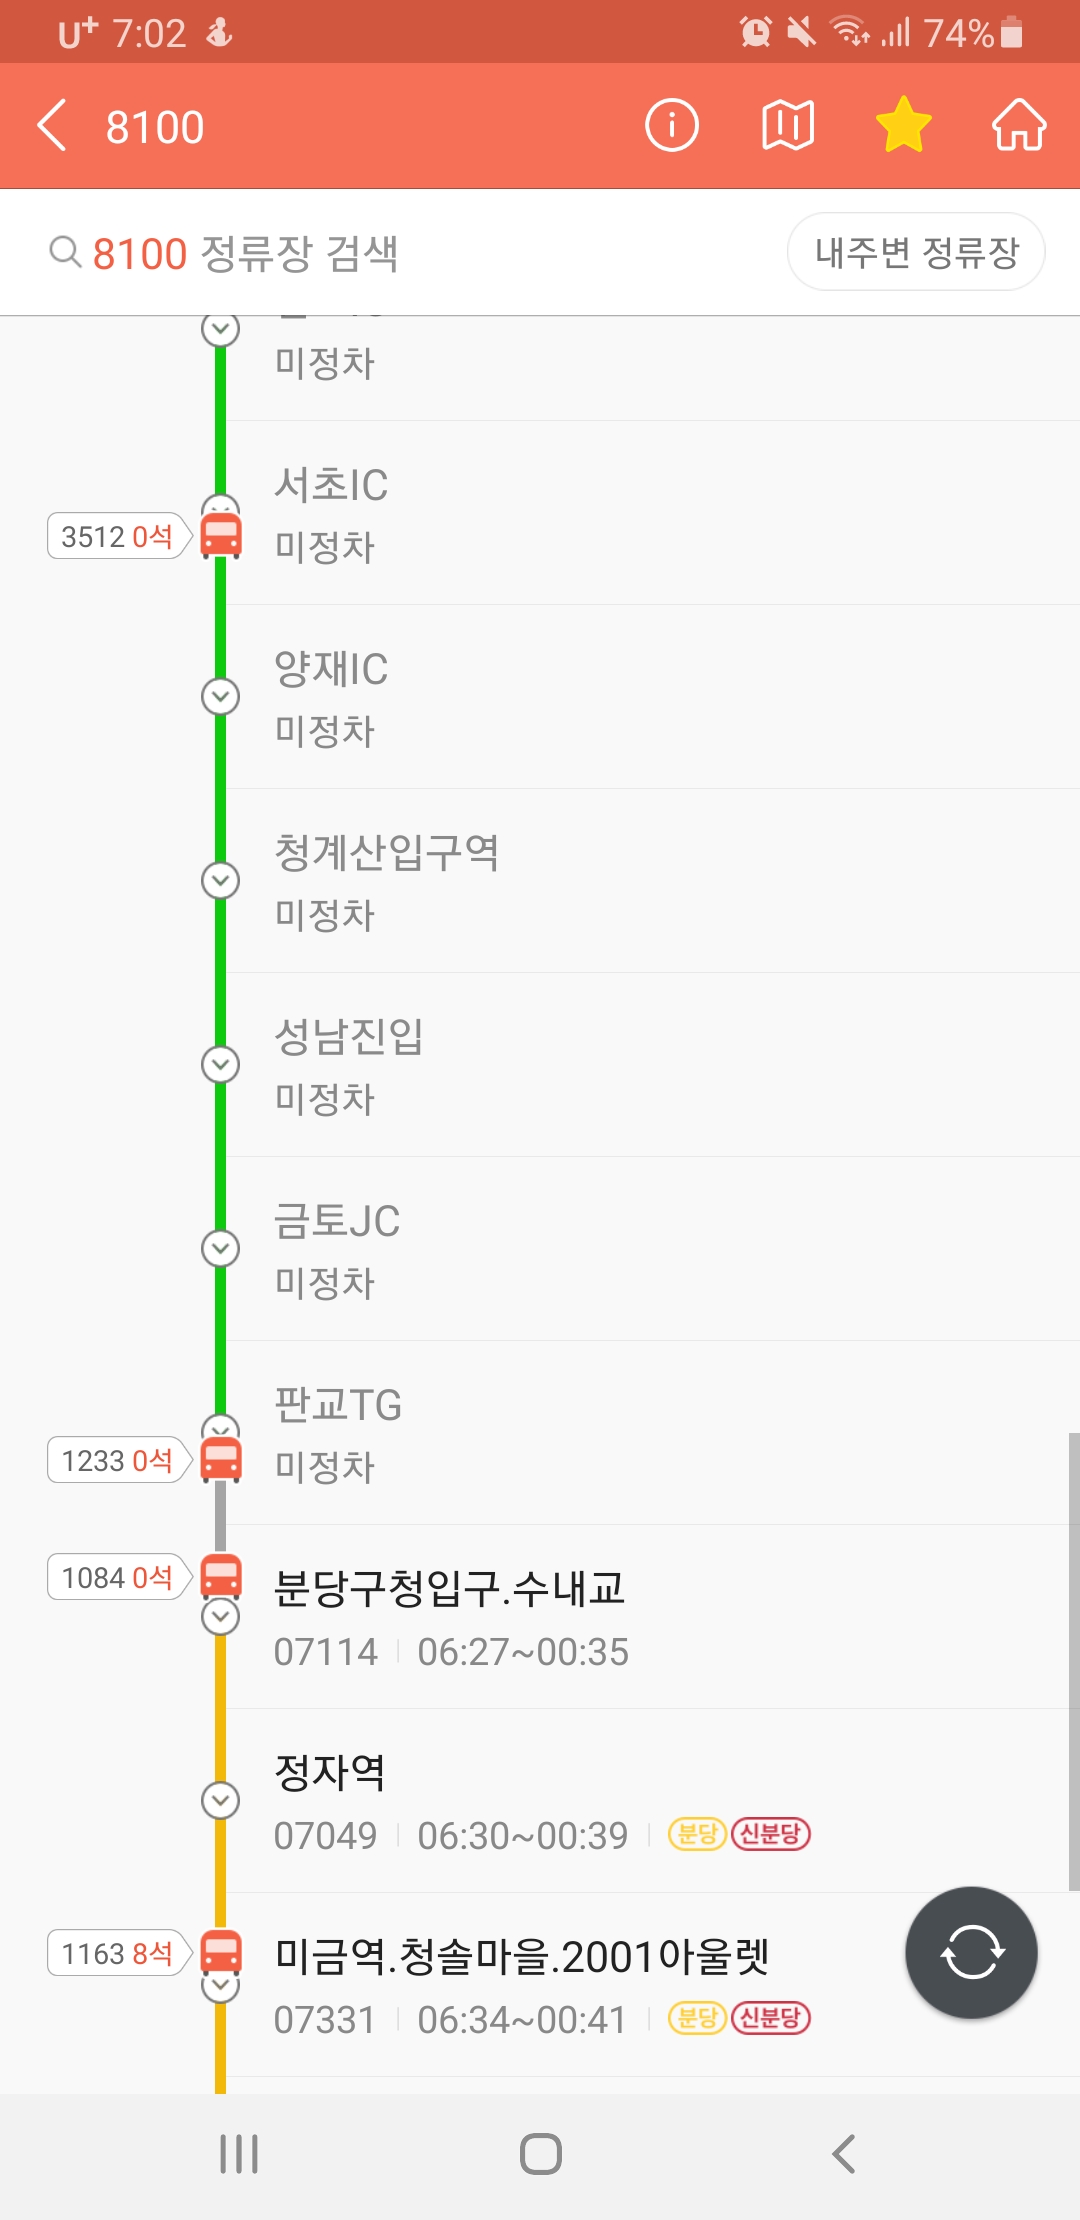 U+ 7:02 74%
8100
8100 정류장 검색 내주변 정류장
미정차
서초IC
3512 0석
미정차
양재IC
미정차
청계산입구역
미정차
성남진입
미정차
금토JC
미정차
판교TG
1233 0석
미정차
1084 0석
분당구청입구.수내교
07114 06:27~00:35
정자역
07049 06:30~00:39 분당 신분당
1163 8석
미금역.청솔마을.2001아울렛
07331 06:34~00:41 분당 신분당